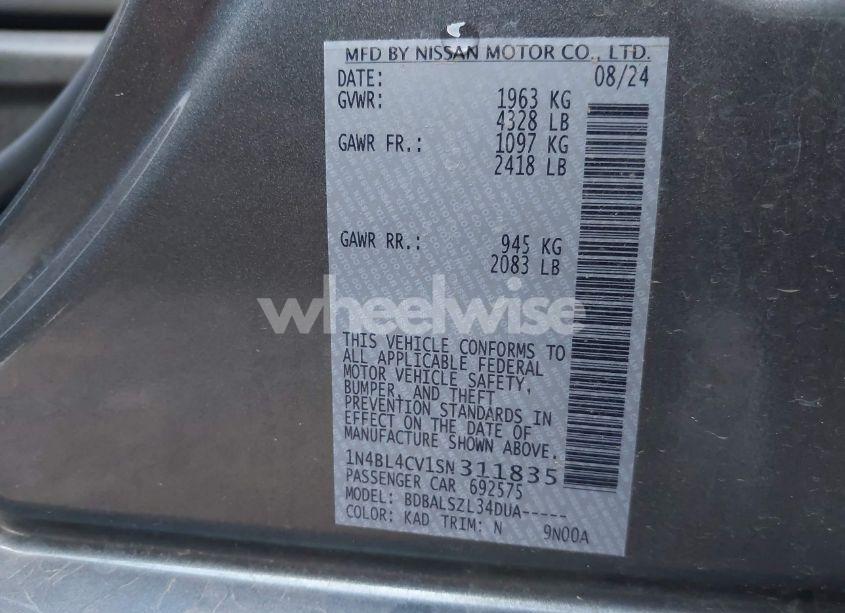 MFD BY NISSAN MOTOR CO., LTD.
DATE: 08/24
GVWR: 1963 KG
4328 LB
GAWR FR.: 1097 KG
2418 LB
GAWR RR.: 945 KG
2083 LB
wheelwise
THIS VEHICLE CONFORMS TO
ALL APPLICABLE FEDERAL
MOTOR VEHICLE SAFETY,
BUMPER, AND THEFT
PREVENTION STANDARDS IN
EFFECT ON THE DATE OF
MANUFACTURE SHOWN ABOVE.
1N4BL4CV1SN311835
PASSENGER CAR 692575
MODEL: BDBALSZL34DUA-----
COLOR: KAD TRIM: N 9N00A